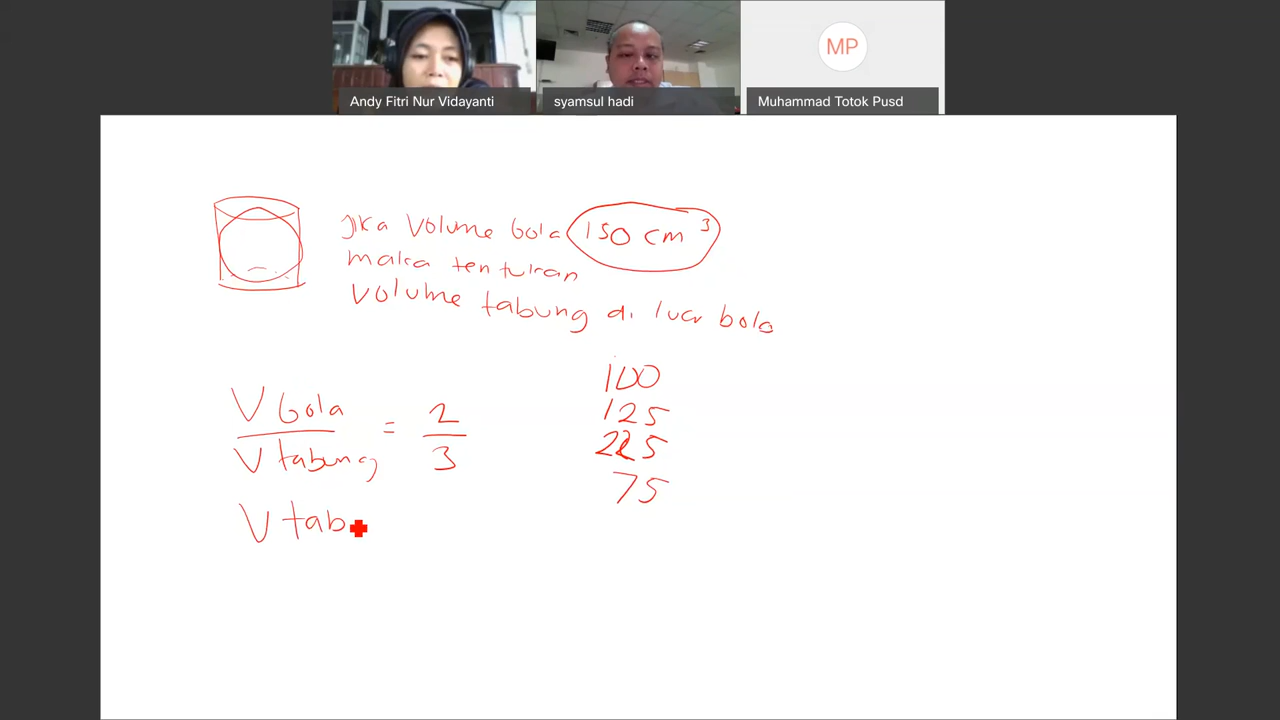 MP
Andy Fitri Nur Vidayanti
syamsul hadi
Muhammad Totok Pusd
jika Volume bola 150 cm³
maka tentukan
Volume tabung di luar bola
100
125
225
75
V bola
V tabung
=
2
3
V tab